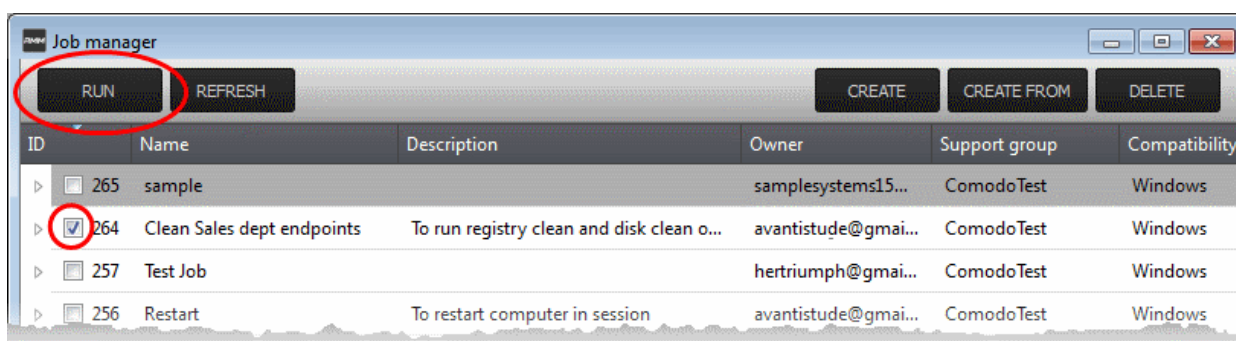 RMM Job manager
RUN REFRESH CREATE CREATE FROM DELETE
ID Name Description Owner Support group Compatibility
265 sample samplesystems15... ComodoTest Windows
264 Clean Sales dept endpoints To run registry clean and disk clean o... avantistude@gmai... ComodoTest Windows
257 Test Job hertriumph@gmai... ComodoTest Windows
256 Restart To restart computer in session avantistude@gmai... ComodoTest Windows